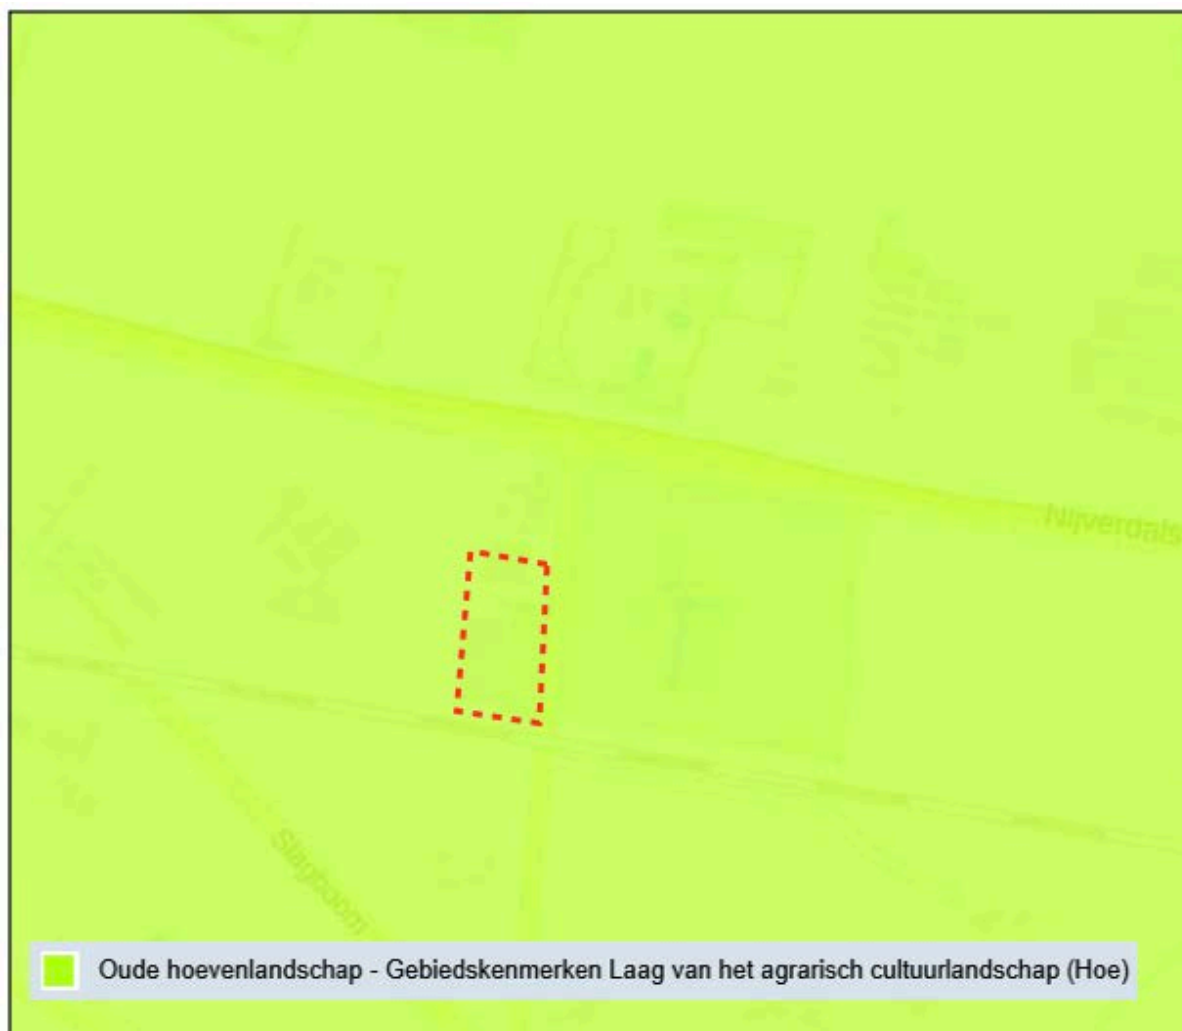 Nijverdals
Slagboom
Oude hoevenlandschap - Gebiedskenmerken Laag van het agrarisch cultuurlandschap (Hoe)